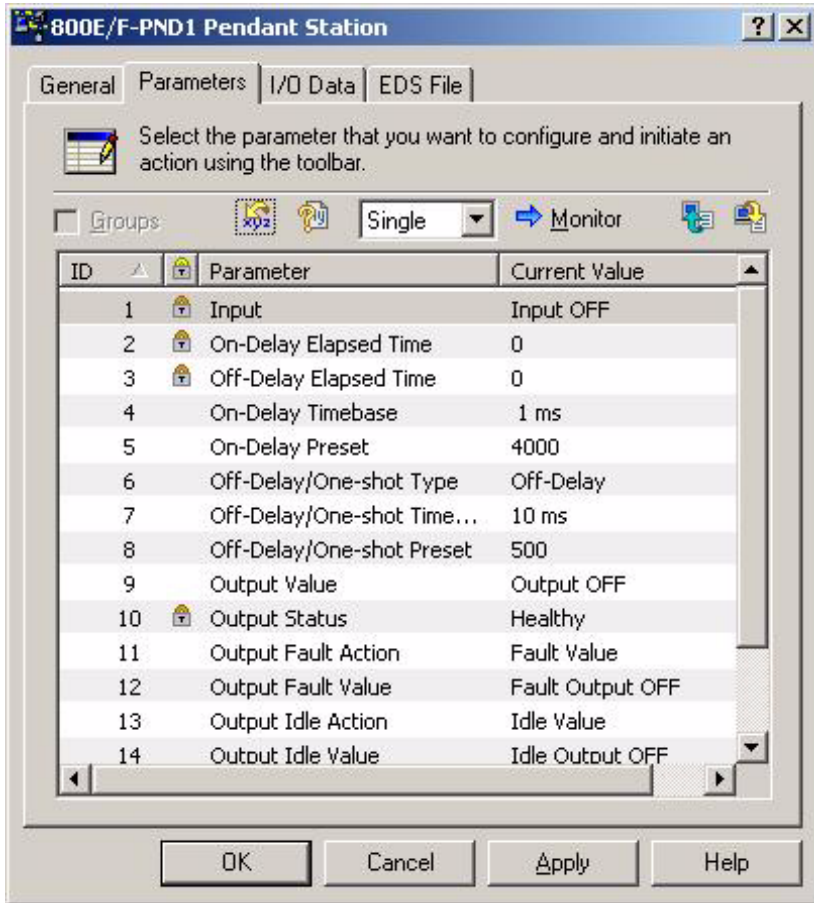 800E/F-PND1 Pendant Station
General Parameters I/O Data EDS File
Select the parameter that you want to configure and initiate an
action using the toolbar.
Groups xyz Single Monitor
ID Parameter Current Value
1 Input Input OFF
2 On-Delay Elapsed Time 0
3 Off-Delay Elapsed Time 0
4 On-Delay Timebase 1 ms
5 On-Delay Preset 4000
6 Off-Delay/One-shot Type Off-Delay
7 Off-Delay/One-shot Time... 10 ms
8 Off-Delay/One-shot Preset 500
9 Output Value Output OFF
10 Output Status Healthy
11 Output Fault Action Fault Value
12 Output Fault Value Fault Output OFF
13 Output Idle Action Idle Value
14 Output Idle Value Idle Output OFF
OK Cancel Apply Help